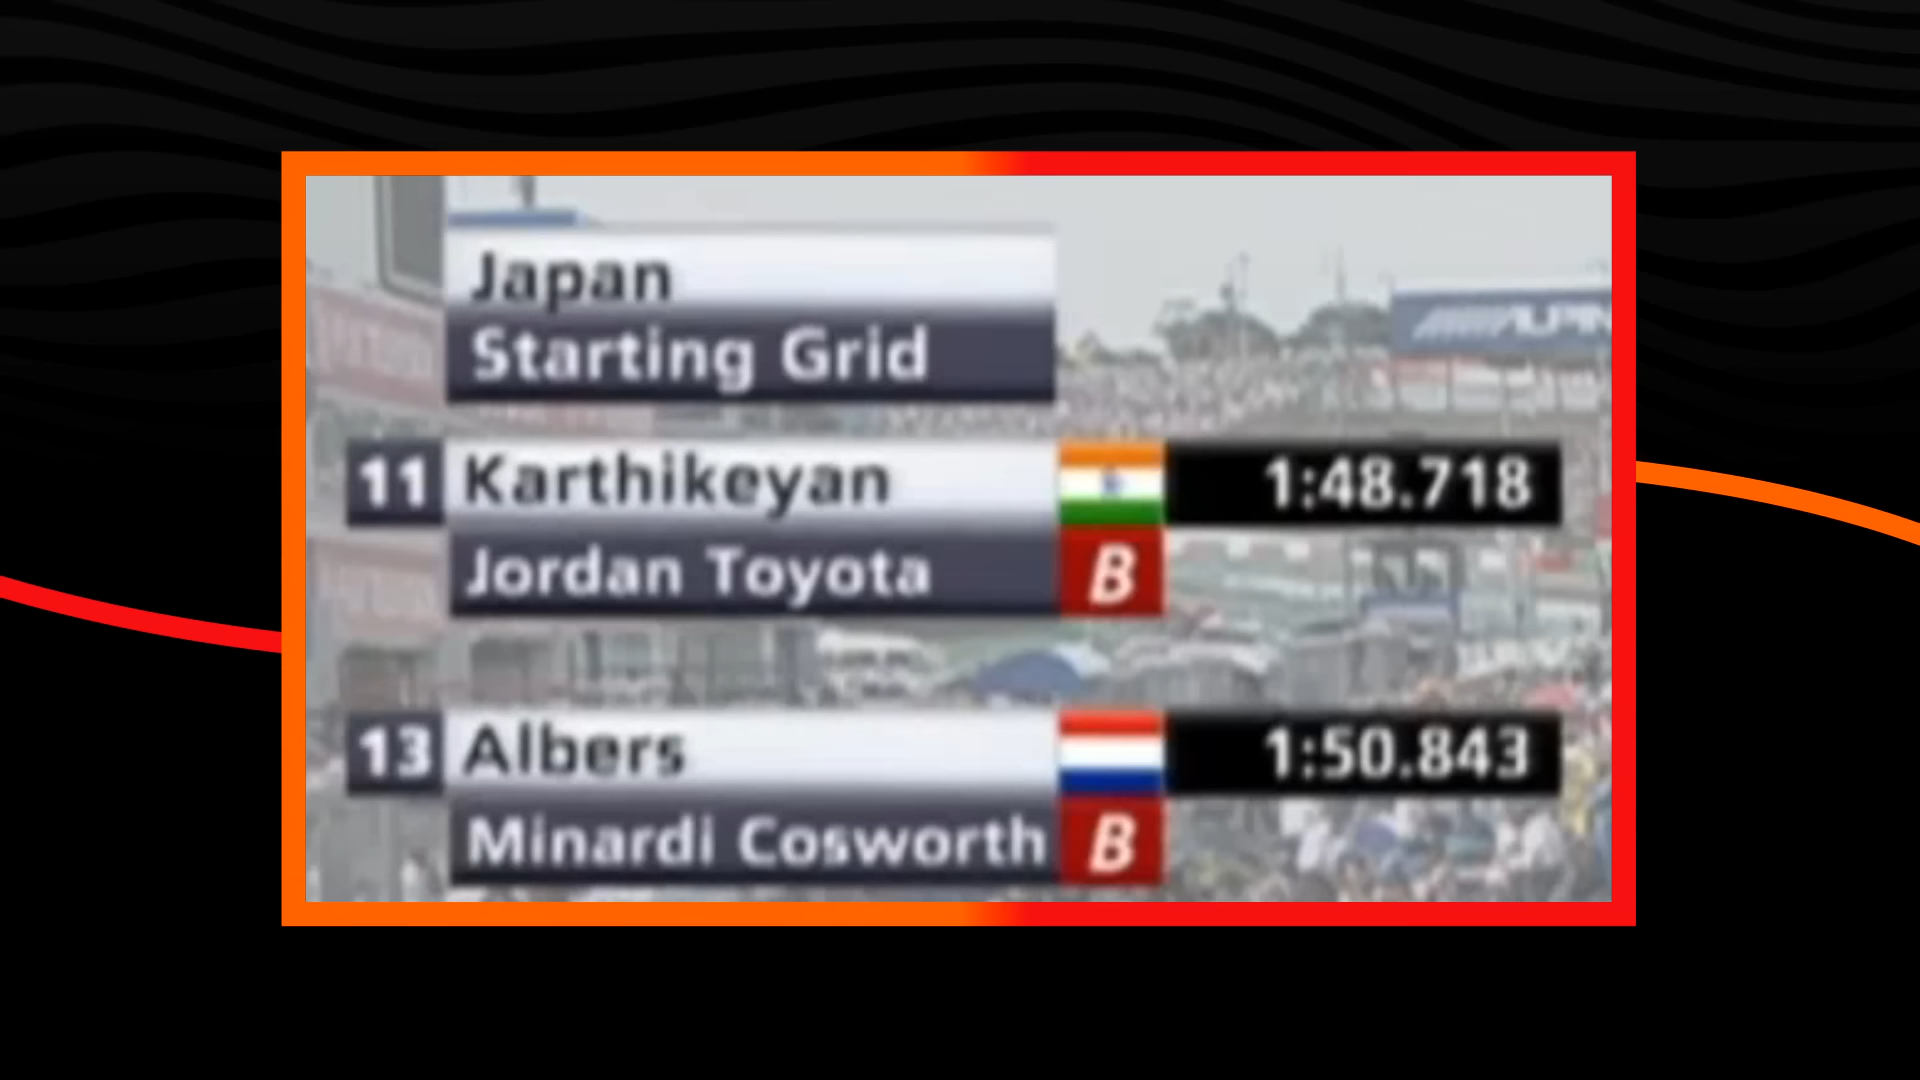 Japan
Starting Grid
11 Karthikeyan 1:48.718
Jordan Toyota B
13 Albers 1:50.843
Minardi Cosworth B